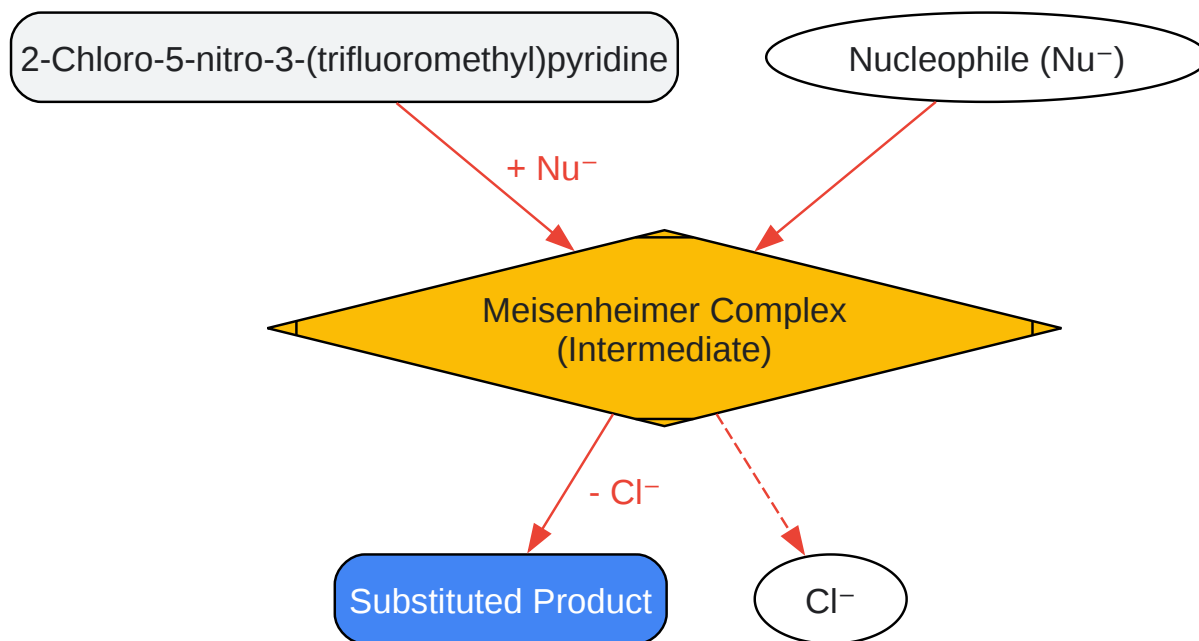 2-Chloro-5-nitro-3-(trifluoromethyl)pyridine
Nucleophile (Nu⁻)
+ Nu⁻
Meisenheimer Complex
(Intermediate)
- Cl⁻
Substituted Product
Cl⁻